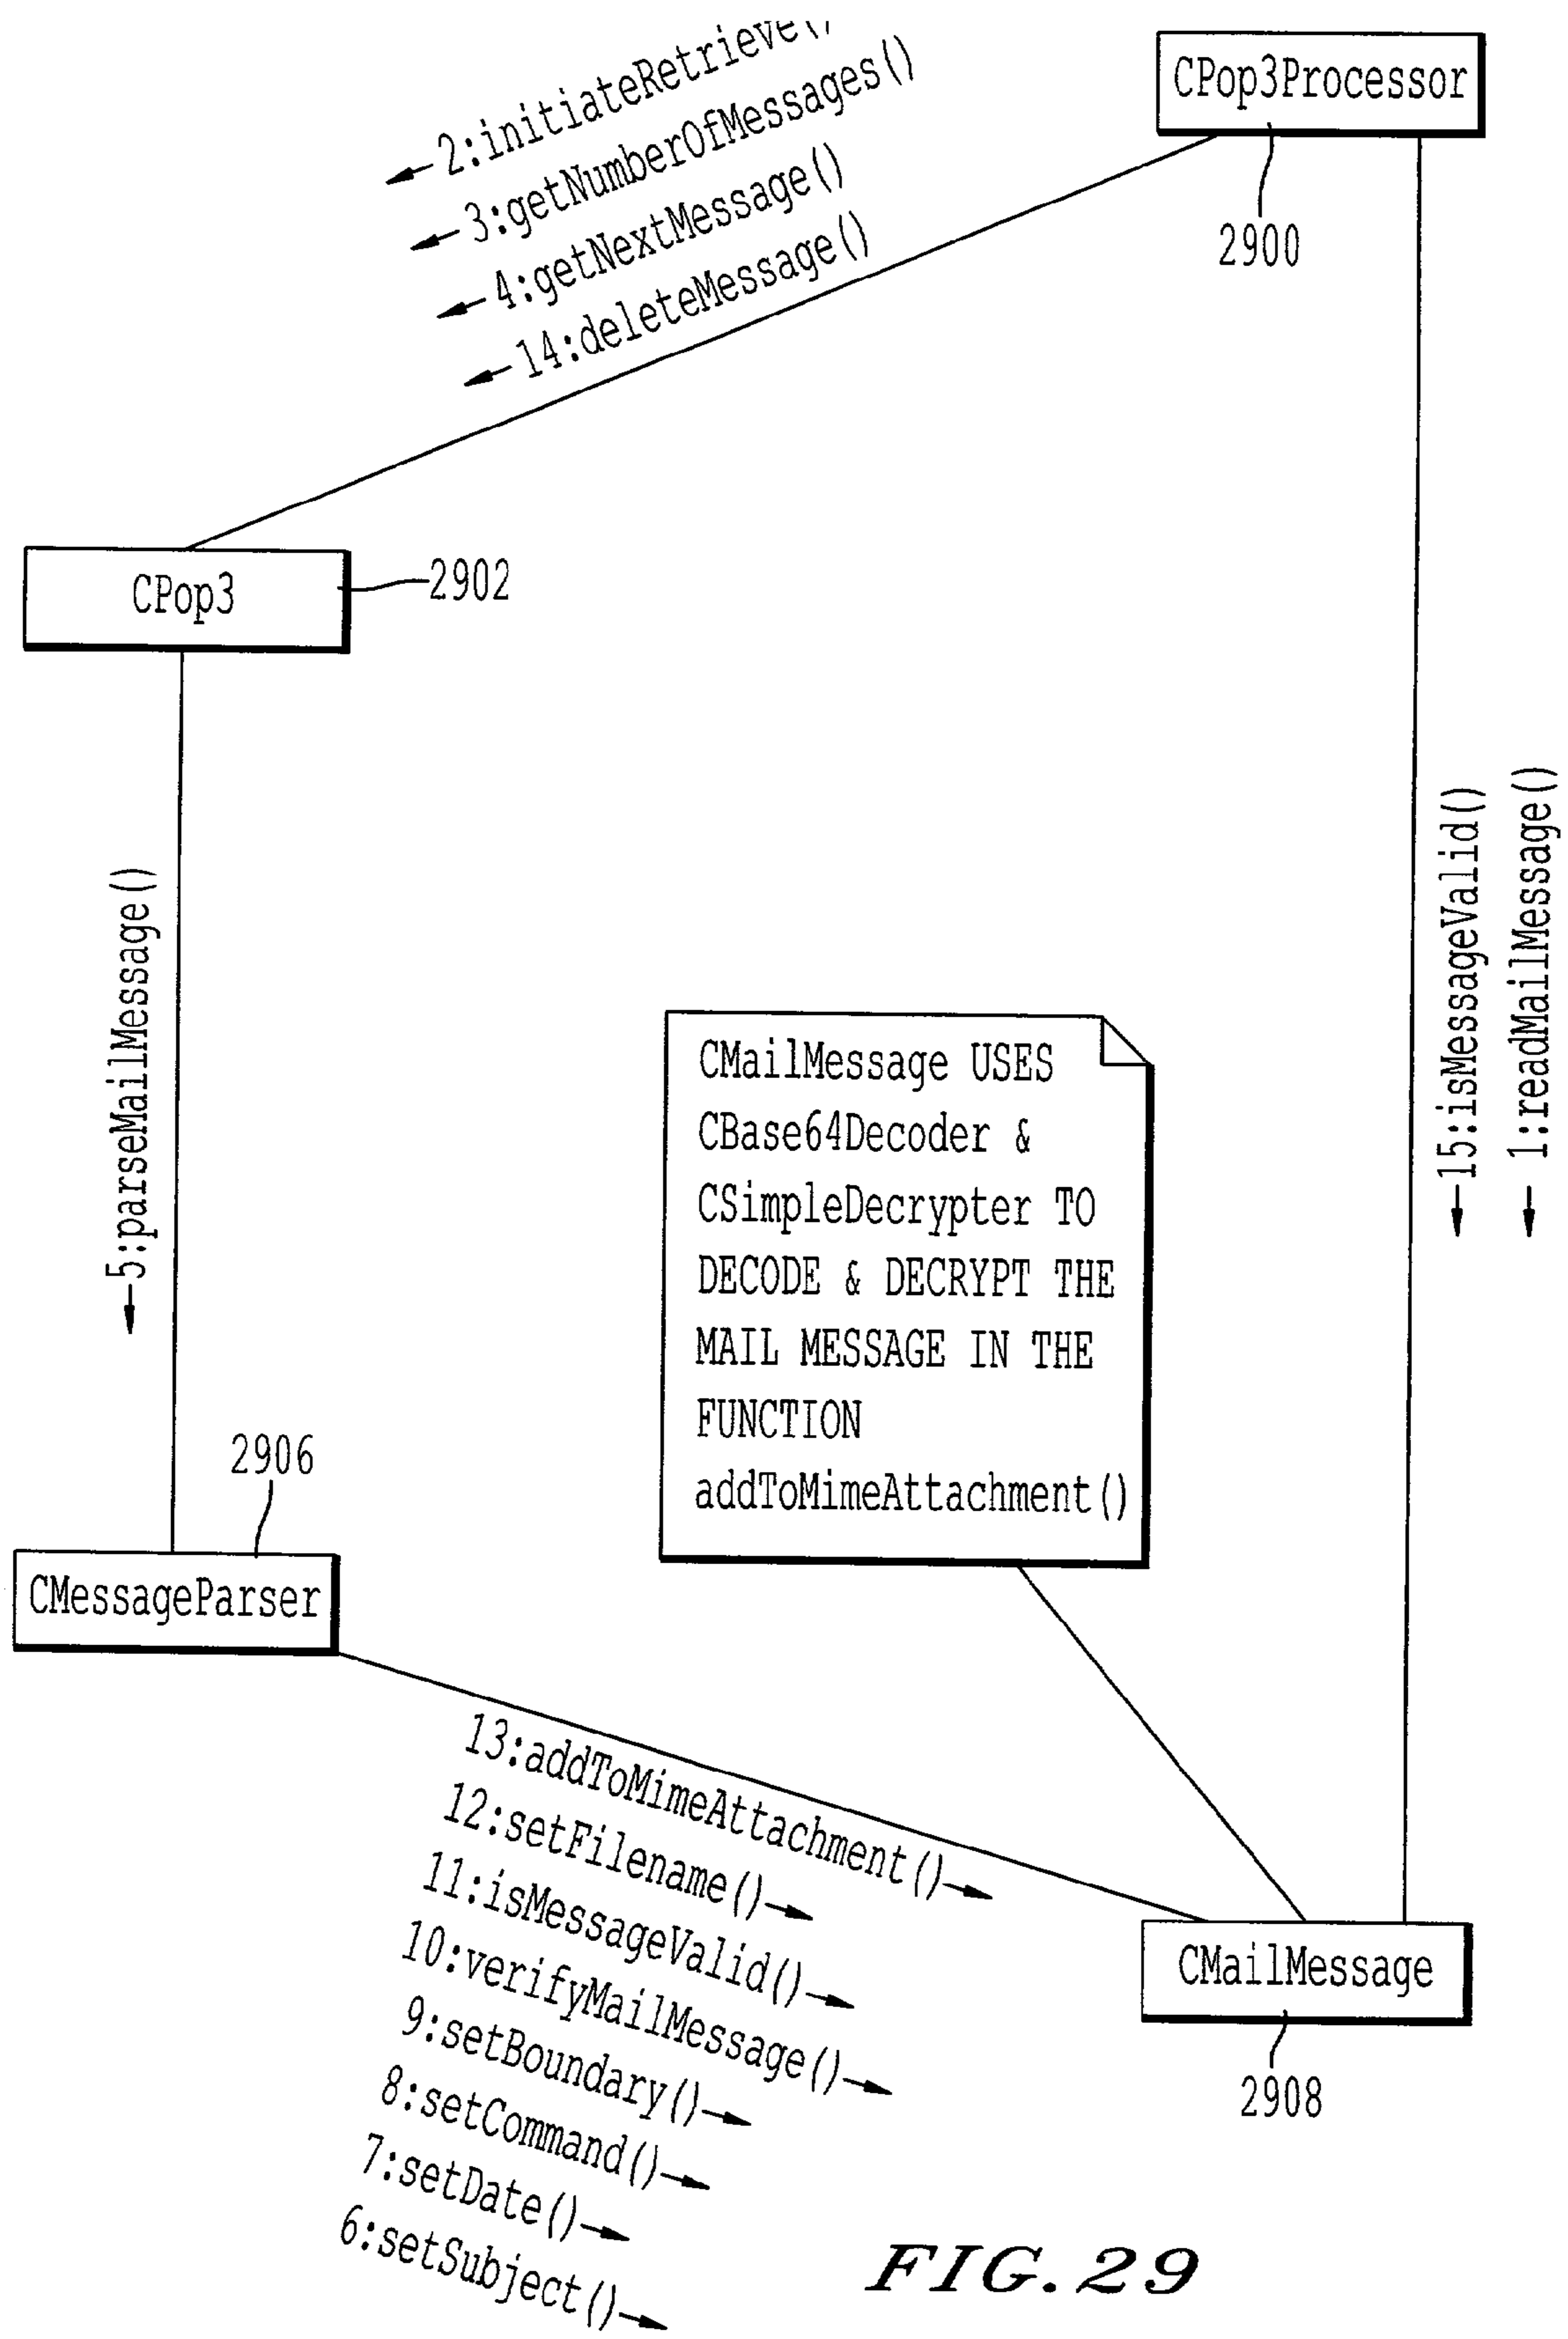 2:initiateRetrieve()
3:getNumberOfMessages()
4:getNextMessage()
14:deleteMessage()
CPop3Processor
2900
CPop3
2902
5:parseMailMessage()
15:isMessageValid()
1:readMailMessage()
CMailMessage USES
CBase64Decoder &
CSimpleDecrypter TO
DECODE & DECRYPT THE
MAIL MESSAGE IN THE
FUNCTION
addToMimeAttachment()
2906
CMessageParser
13:addToMimeAttachment()
12:setFilename()
11:isMessageValid()
10:verifyMailMessage()
9:setBoundary()
8:setCommand()
7:setDate()
6:setSubject()
CMailMessage
2908
FIG.29